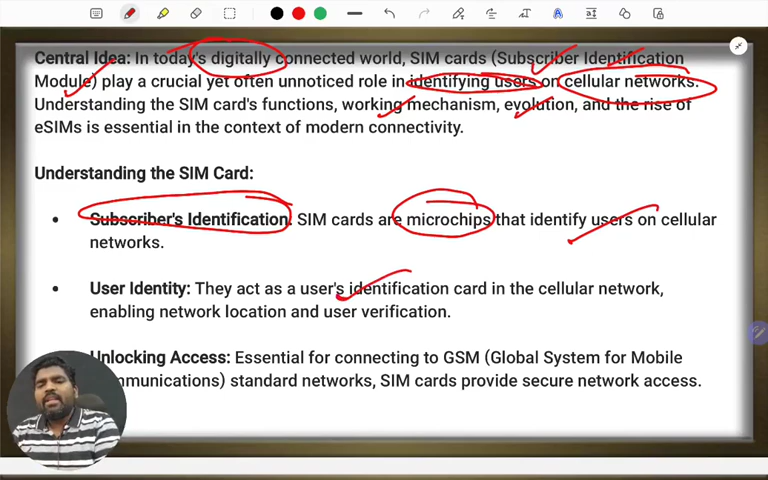 Central Idea: In today's digitally connected world, SIM cards (Subscriber Identification
Module) play a crucial yet often unnoticed role in identifying users on cellular networks.
Understanding the SIM card's functions, working mechanism, evolution, and the rise of
eSIMs is essential in the context of modern connectivity.
Understanding the SIM Card:
• Subscriber's Identification: SIM cards are microchips that identify users on cellular
networks.
• User Identity: They act as a user's identification card in the cellular network,
enabling network location and user verification.
Unlocking Access: Essential for connecting to GSM (Global System for Mobile
standard networks, SIM cards provide secure network access.